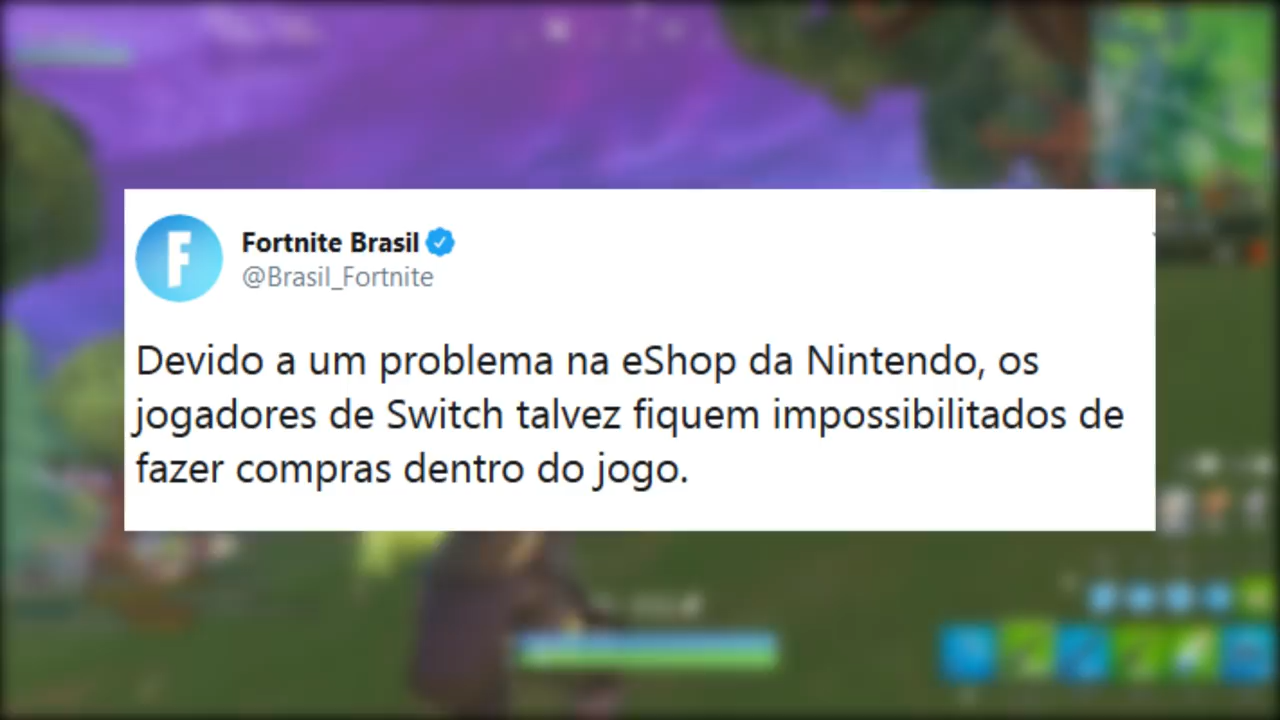 F
Fortnite Brasil
@Brasil_Fortnite
Devido a um problema na eShop da Nintendo, os
jogadores de Switch talvez fiquem impossibilitados de
fazer compras dentro do jogo.